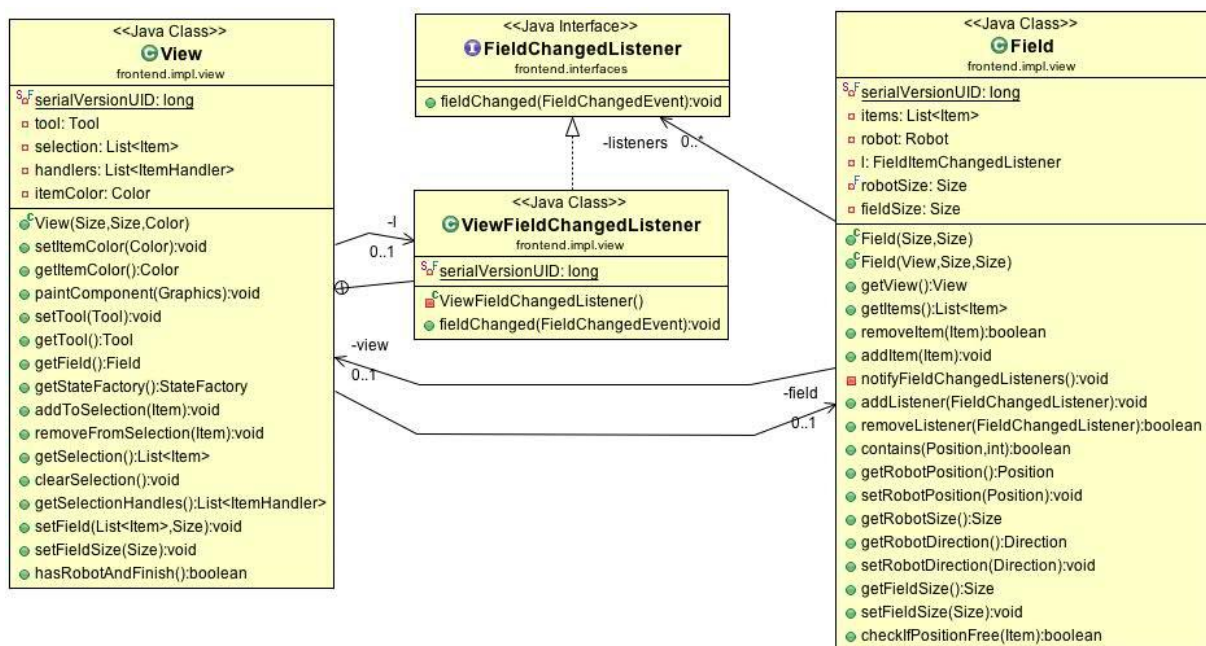 <<Java Class>>
View
frontend.impl.view
serialVersionUID: long
tool: Tool
selection: List<Item>
handlers: List<ItemHandler>
itemColor: Color
View(Size,Size,Color)
setItemColor(Color):void
getItemColor():Color
paintComponent(Graphics):void
setTool(Tool):void
getTool():Tool
getField():Field
getStateFactory():StateFactory
addToSelection(Item):void
removeFromSelection(Item):void
getSelection():List<Item>
clearSelection():void
getSelectionHandles():List<ItemHandler>
setField(List<Item>,Size):void
setFieldSize(Size):void
hasRobotAndFinish():boolean
<<Java Interface>>
FieldChangedListener
frontend.interfaces
fieldChanged(FieldChangedEvent):void
-listeners 0..*
<<Java Class>>
ViewFieldChangedListener
frontend.impl.view
serialVersionUID: long
ViewFieldChangedListener()
fieldChanged(FieldChangedEvent):void
-l
0..1
-view
0..1
-field
0..1
<<Java Class>>
Field
frontend.impl.view
serialVersionUID: long
items: List<Item>
robot: Robot
l: FieldItemChangedListener
robotSize: Size
fieldSize: Size
Field(Size,Size)
Field(View,Size,Size)
getView():View
getItems():List<Item>
removeItem(Item):boolean
addItem(Item):void
notifyFieldChangedListeners():void
addListener(FieldChangedListener):void
removeListener(FieldChangedListener):boolean
contains(Position,int):boolean
getRobotPosition():Position
setRobotPosition(Position):void
getRobotSize():Size
getRobotDirection():Direction
setRobotDirection(Direction):void
getFieldSize():Size
setFieldSize(Size):void
checkIfPositionFree(Item):boolean